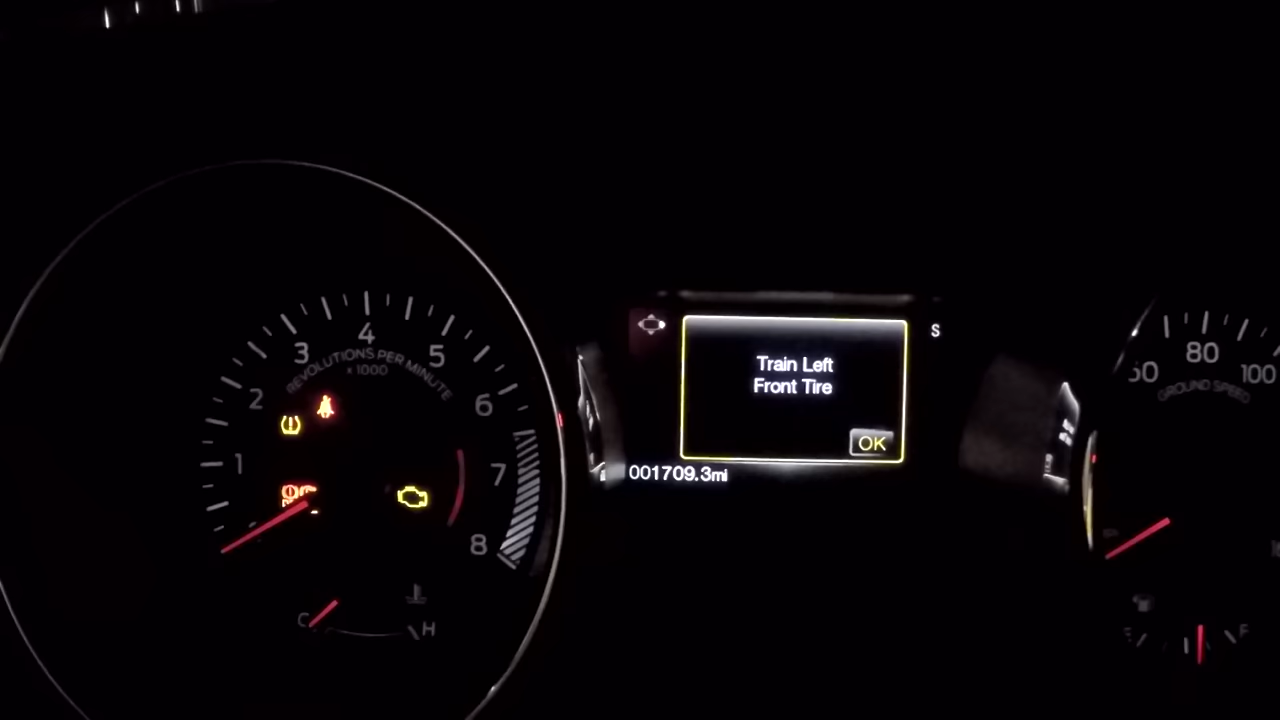 Train Left
Front Tire
OK
S
001709.3mi
1
2
3
4
5
6
7
8
REVOLUTIONS PER MINUTE
x 1000
C
H
80
100
GROUND SPEED
E
F